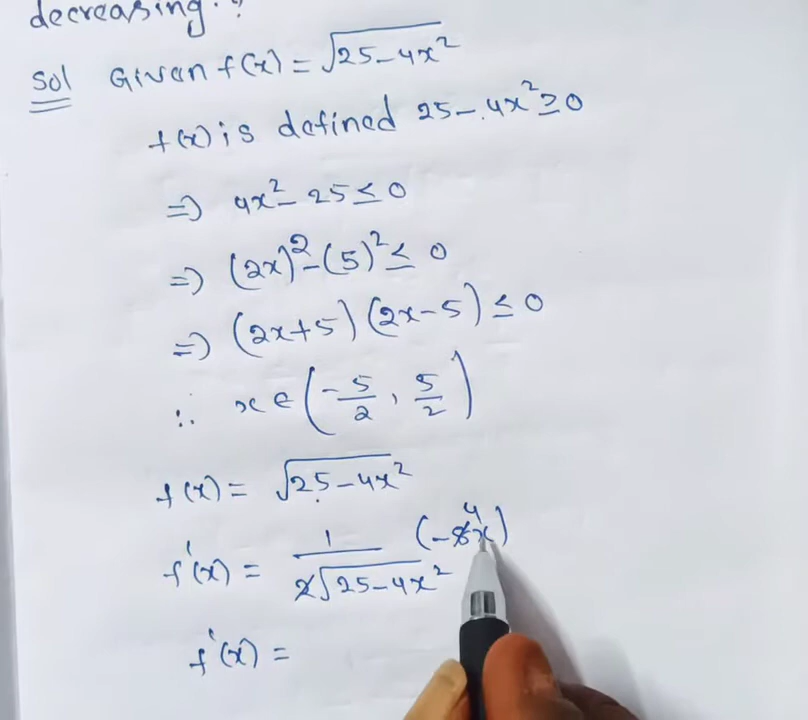 decreasing.?
Sol Given f(x) = √25-4x²
f(x) is defined 25-4x² ≥ 0
⇒ 4x² - 25 ≤ 0
⇒ (2x)² - (5)² ≤ 0
⇒ (2x+5) (2x-5) ≤ 0
∴ x ∈ (-5/2, 5/2)
f(x) = √25-4x²
f'(x) = 1/2√25-4x² (-8x) 4
f'(x) =